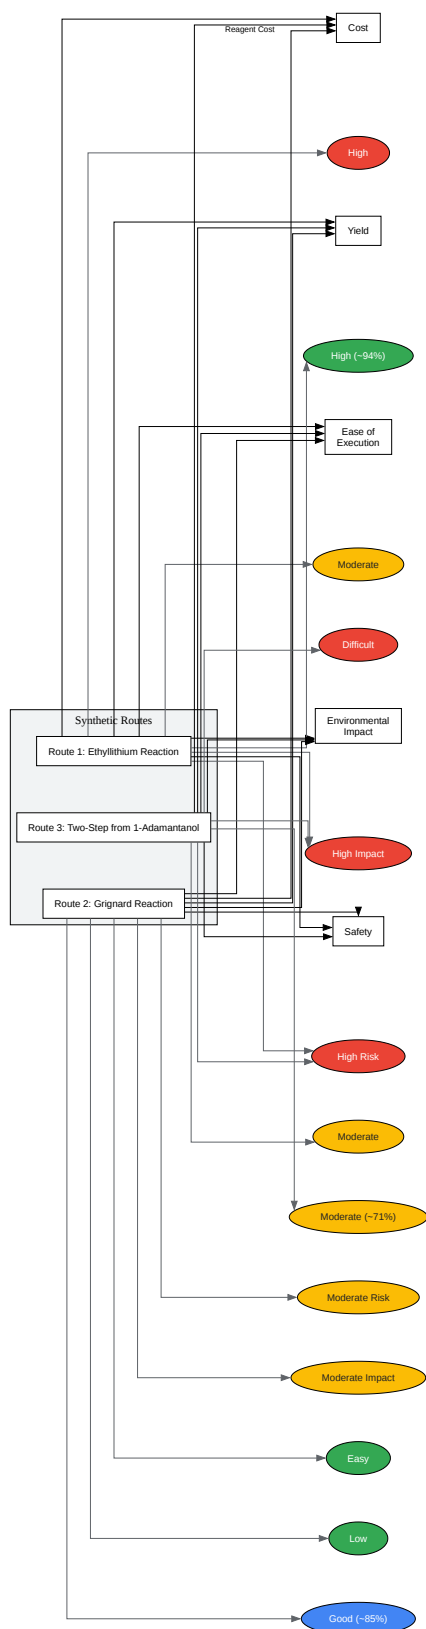 Cost
Reagent Cost
High
Yield
High (~94%)
Ease of
Execution
Moderate
Difficult
Synthetic Routes
Environmental
Impact
Route 1: Ethyllithium Reaction
Route 3: Two-Step from 1-Adamantanol
High Impact
Route 2: Grignard Reaction
Safety
High Risk
Moderate
Moderate (~71%)
Moderate Risk
Moderate Impact
Easy
Low
Good (~85%)